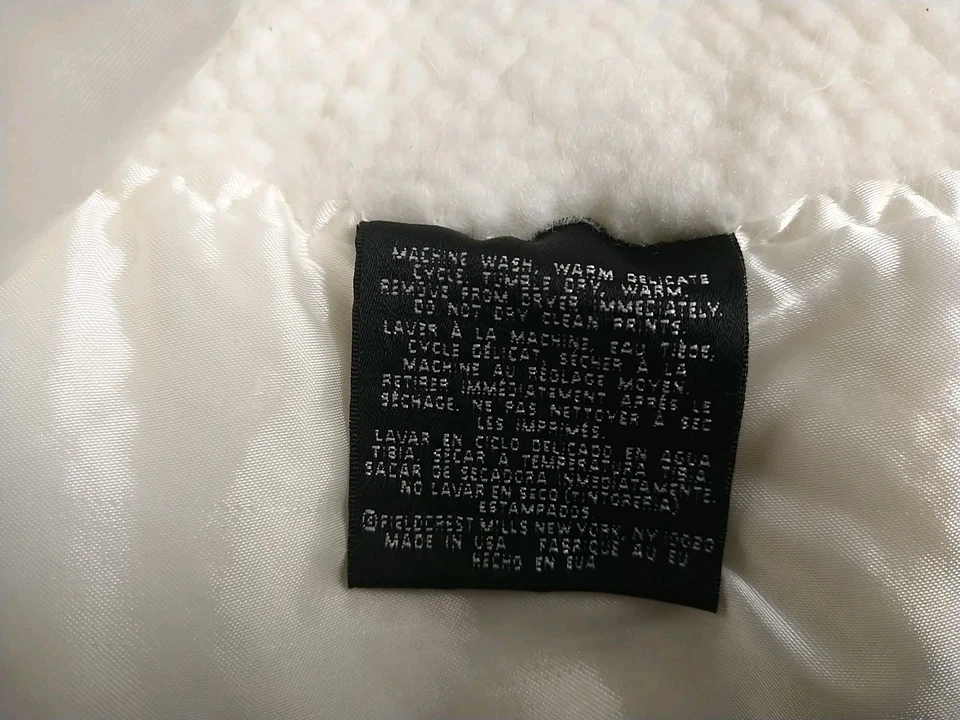 MACHINE WASH, WARM DELICATE
CYCLE TUMBLE DRY, WARM.
REMOVE FROM DRYER IMMEDIATELY.
DO NOT DRY CLEAN PRINTS.
LAVER À LA MACHINE, EAU TIÈDE,
CYCLE DÉLICAT, SÉCHER À LA
MACHINE AU RÉGLAGE MOYEN.
RETIRER IMMÉDIATEMENT APRÈS LE
SÉCHAGE. NE PAS NETTOYER À SEC
LES IMPRIMÉS.
LAVAR EN CICLO DELICADO EN AGUA
TIBIA, SECAR A TEMPERATURA TIBIA.
SACAR DE SECADORA INMEDIATAMENTE.
NO LAVAR EN SECO (TINTORERIA)
ESTAMPADOS
FIELDCREST MILLS NEW YORK, NY 10080
MADE IN USA FABRIQUÉ AU EU
HECHO EN EUA